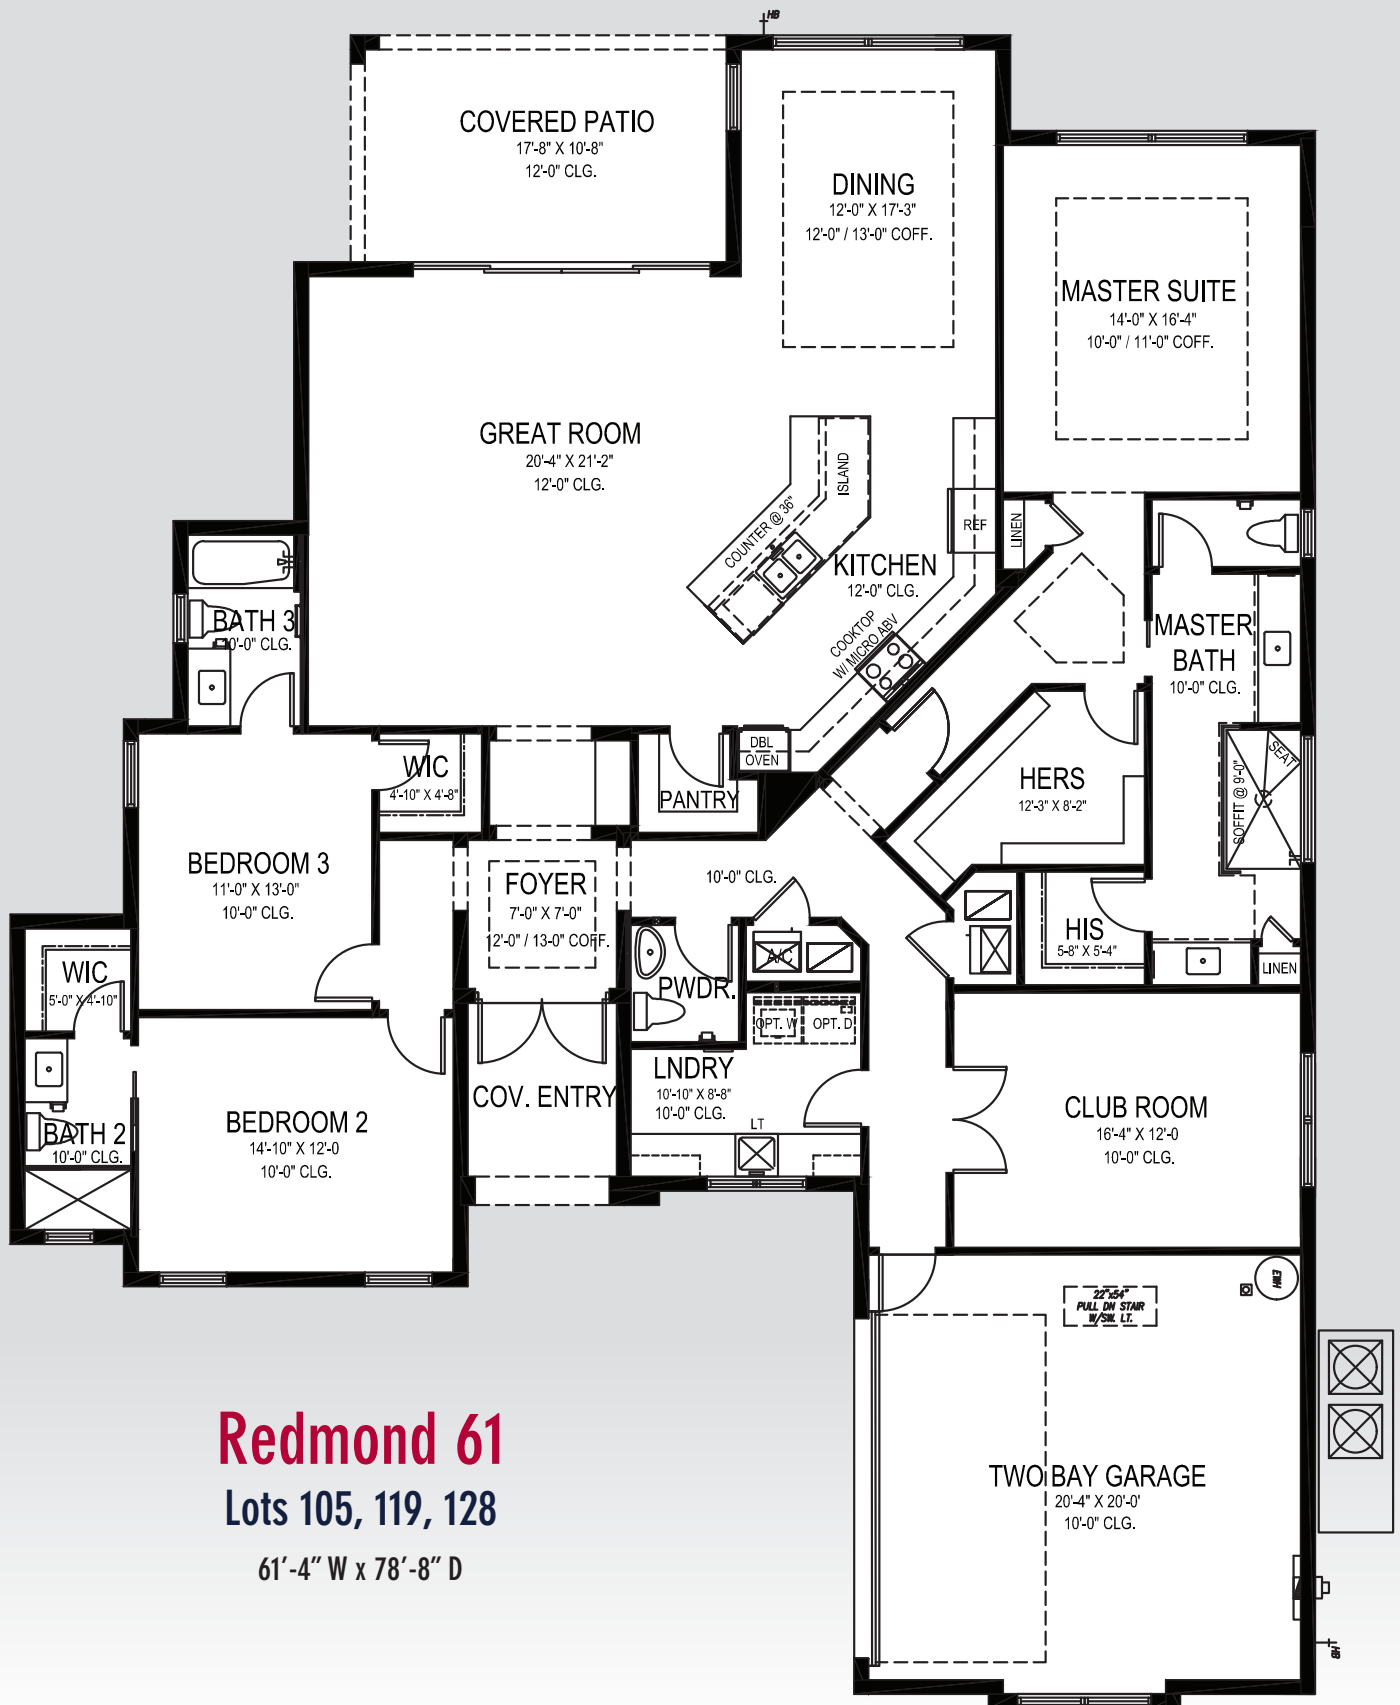 HB
COVERED PATIO
17'-8" X 10'-8"
12'-0" CLG.
DINING
12'-0" X 17'-3"
12'-0" / 13'-0" COFF.
MASTER SUITE
14'-0" X 16'-4"
10'-0" / 11'-0" COFF.
GREAT ROOM
20'-4" X 21'-2"
12'-0" CLG.
ISLAND
COUNTER @ 36"
REF
LINEN
KITCHEN
12'-0" CLG.
COOKTOP
W/ MICRO ABV
BATH 3
10'-0" CLG.
MASTER
BATH
10'-0" CLG.
DBL
OVEN
WIC
4'-10" X 4'-8"
PANTRY
HERS
12'-3" X 8'-2"
SEAT
SOFFIT @ 9'-0"
BEDROOM 3
11'-0" X 13'-0"
10'-0" CLG.
FOYER
7'-0" X 7'-0"
12'-0" / 13-0" COFF.
10'-0" CLG.
HIS
5-8" X 5'-4"
LINEN
WIC
5'-0" X 4'-10"
A/C
PWDR.
OPT. W
OPT. D
LNDRY
10'-10" X 8'-8"
10'-0" CLG.
LT
COV. ENTRY
BATH 2
10'-0" CLG.
BEDROOM 2
14'-10" X 12'-0
10'-0" CLG.
CLUB ROOM
16'-4" X 12'-0
10'-0" CLG.
22"x54"
PULL DN STAIR
W/SW. LT.
EWH
TWO BAY GARAGE
20'-4" X 20'-0'
10'-0" CLG.
HB
Redmond 61
Lots 105, 119, 128
61'-4" W x 78'-8" D